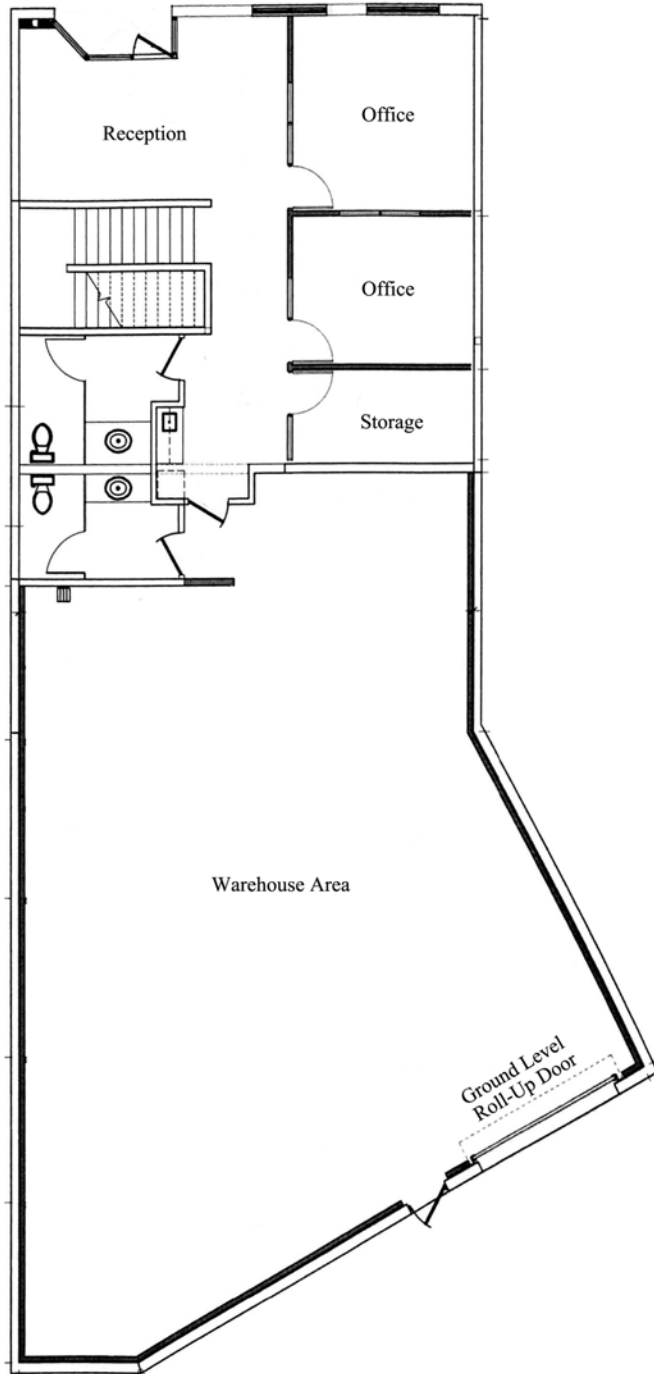 Office
Reception
Office
Storage
Warehouse Area
Ground Level
Roll-Up Door